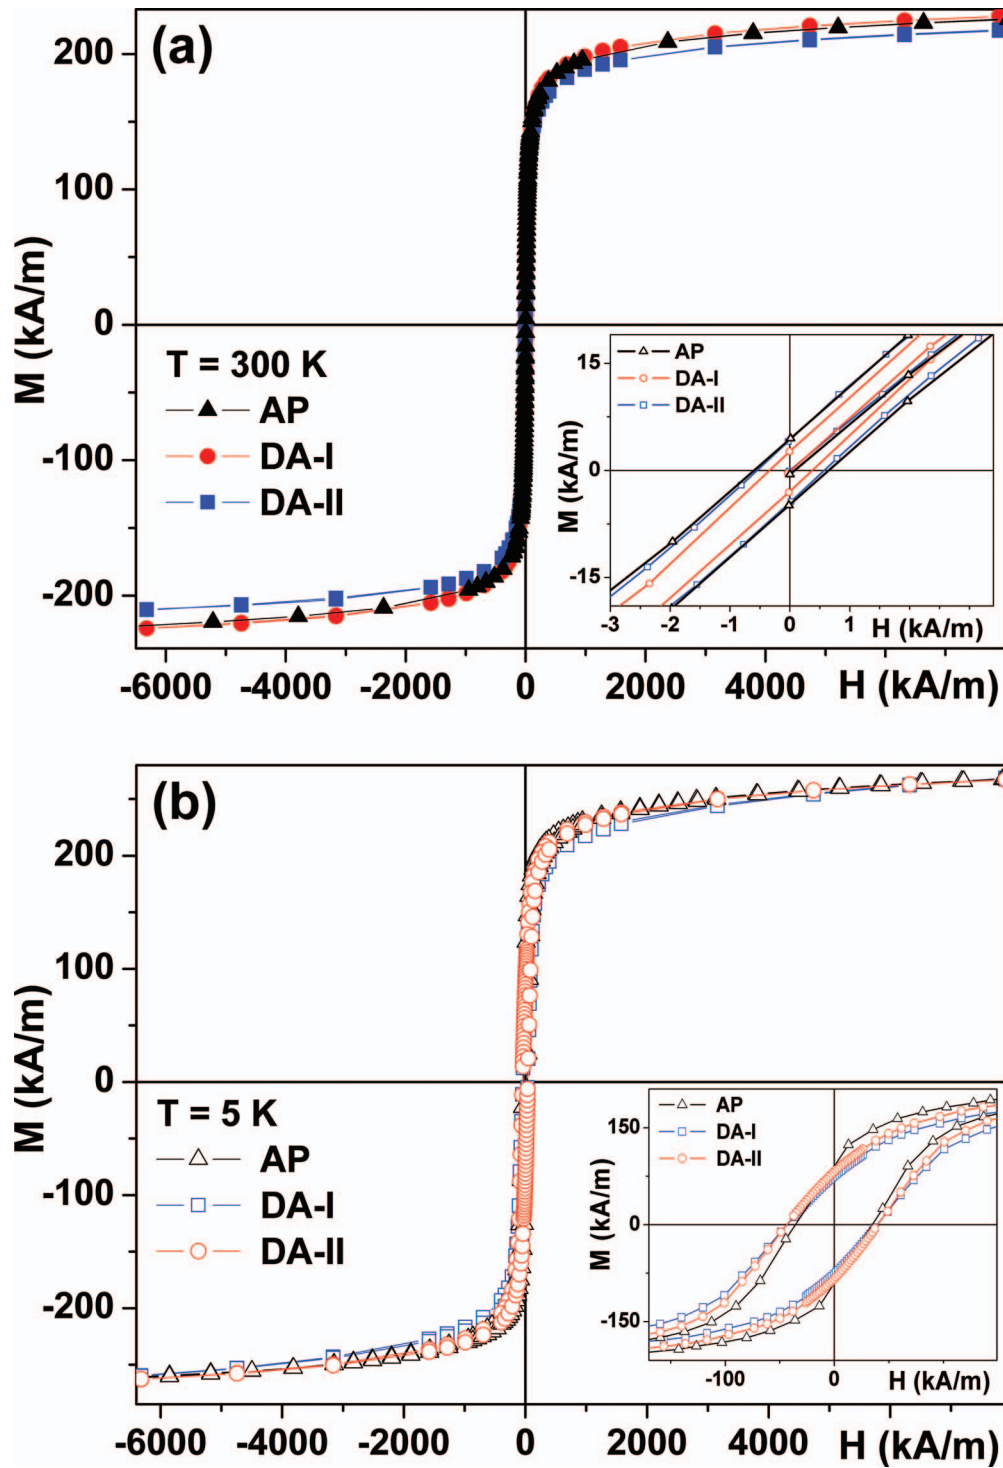 (a)
200
100
0
-100
-200
M (kA/m)
T = 300 K
AP
DA-I
DA-II
AP
DA-I
DA-II
15
0
-15
M (kA/m)
-3 -2 -1 0 1 H (kA/m)
-6000 -4000 -2000 0 2000 4000 H (kA/m)
(b)
200
100
0
-100
-200
M (kA/m)
T = 5 K
AP
DA-I
DA-II
AP
DA-I
DA-II
150
0
-150
M (kA/m)
-100 0 H (kA/m)
-6000 -4000 -2000 0 2000 4000 H (kA/m)